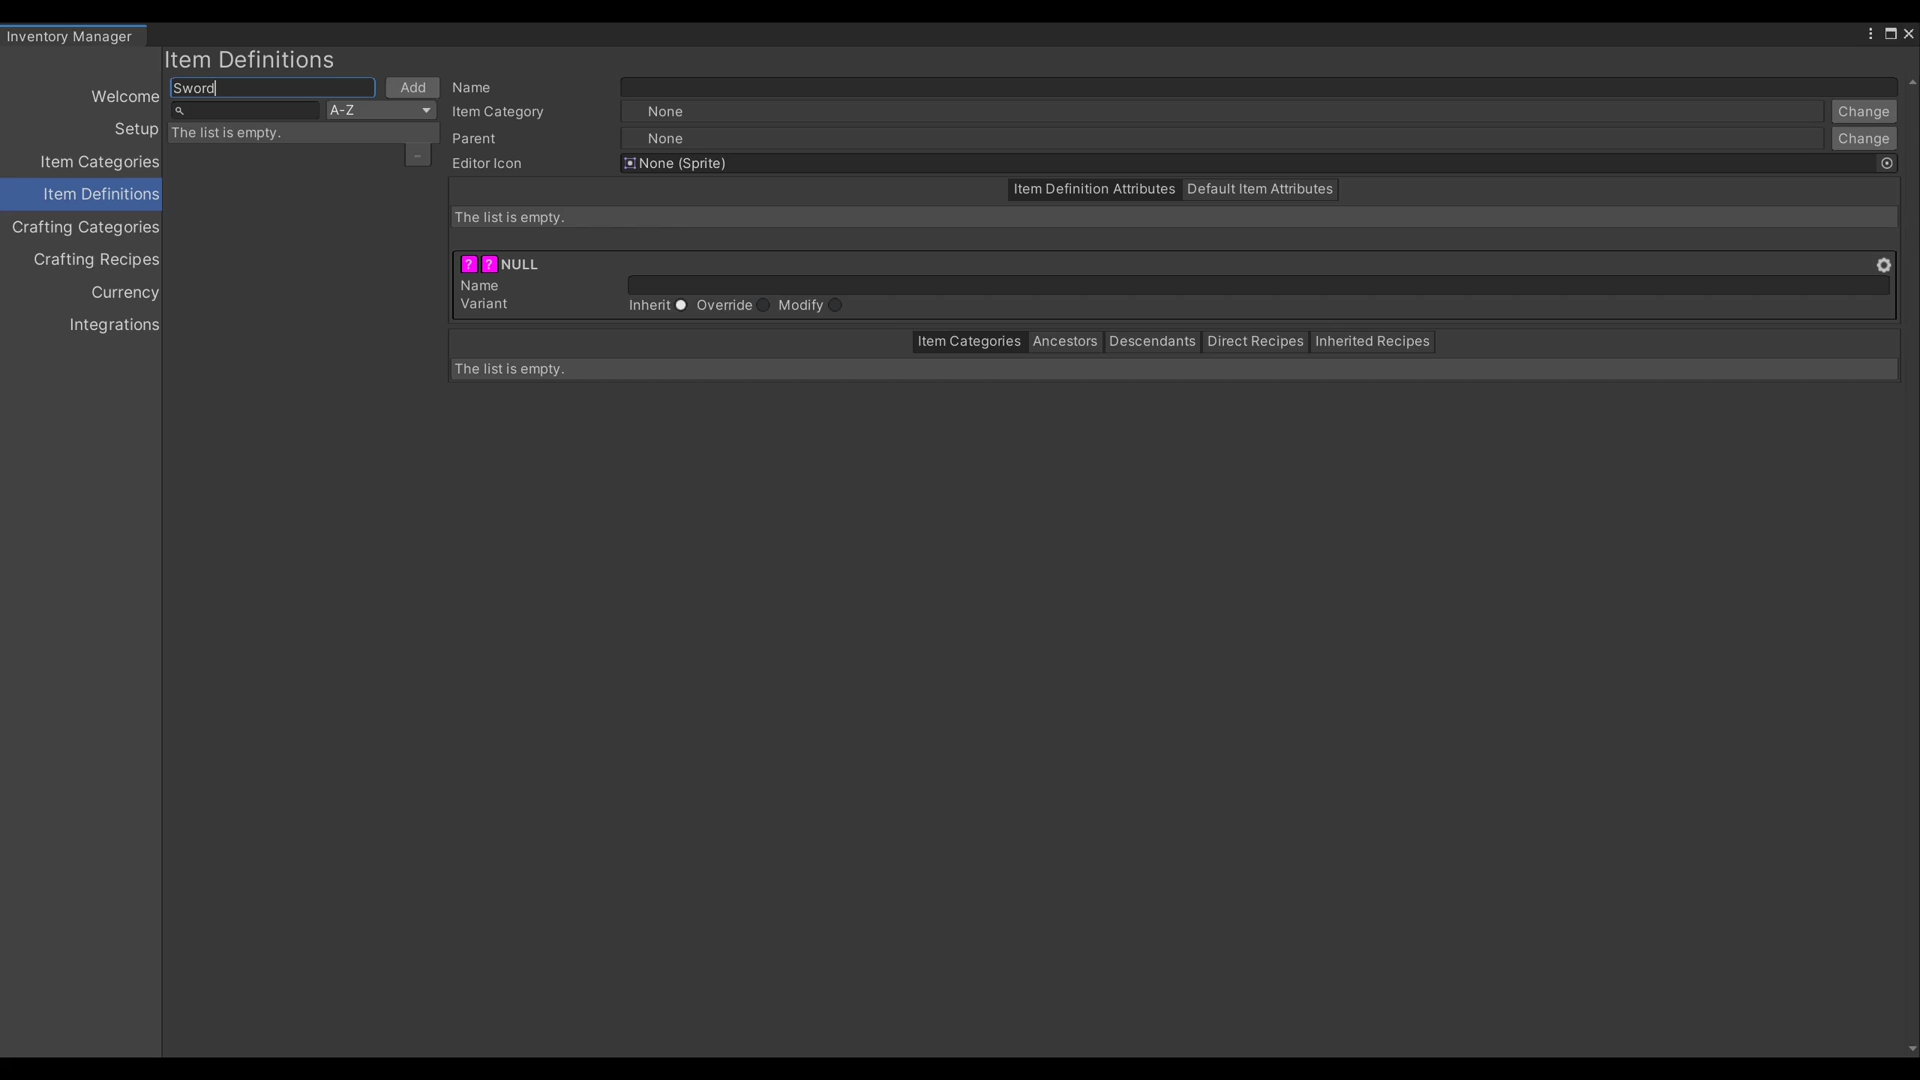 Inventory Manager
Item Definitions
Welcome
Setup
Item Categories
Item Definitions
Crafting Categories
Crafting Recipes
Currency
Integrations
Sword
Add
A-Z
The list is empty.
Name
Item Category
None
Change
Parent
None
Change
Editor Icon
None (Sprite)
Item Definition Attributes
Default Item Attributes
The list is empty.
? ? NULL
Name
Variant
Inherit
Override
Modify
Item Categories
Ancestors
Descendants
Direct Recipes
Inherited Recipes
The list is empty.